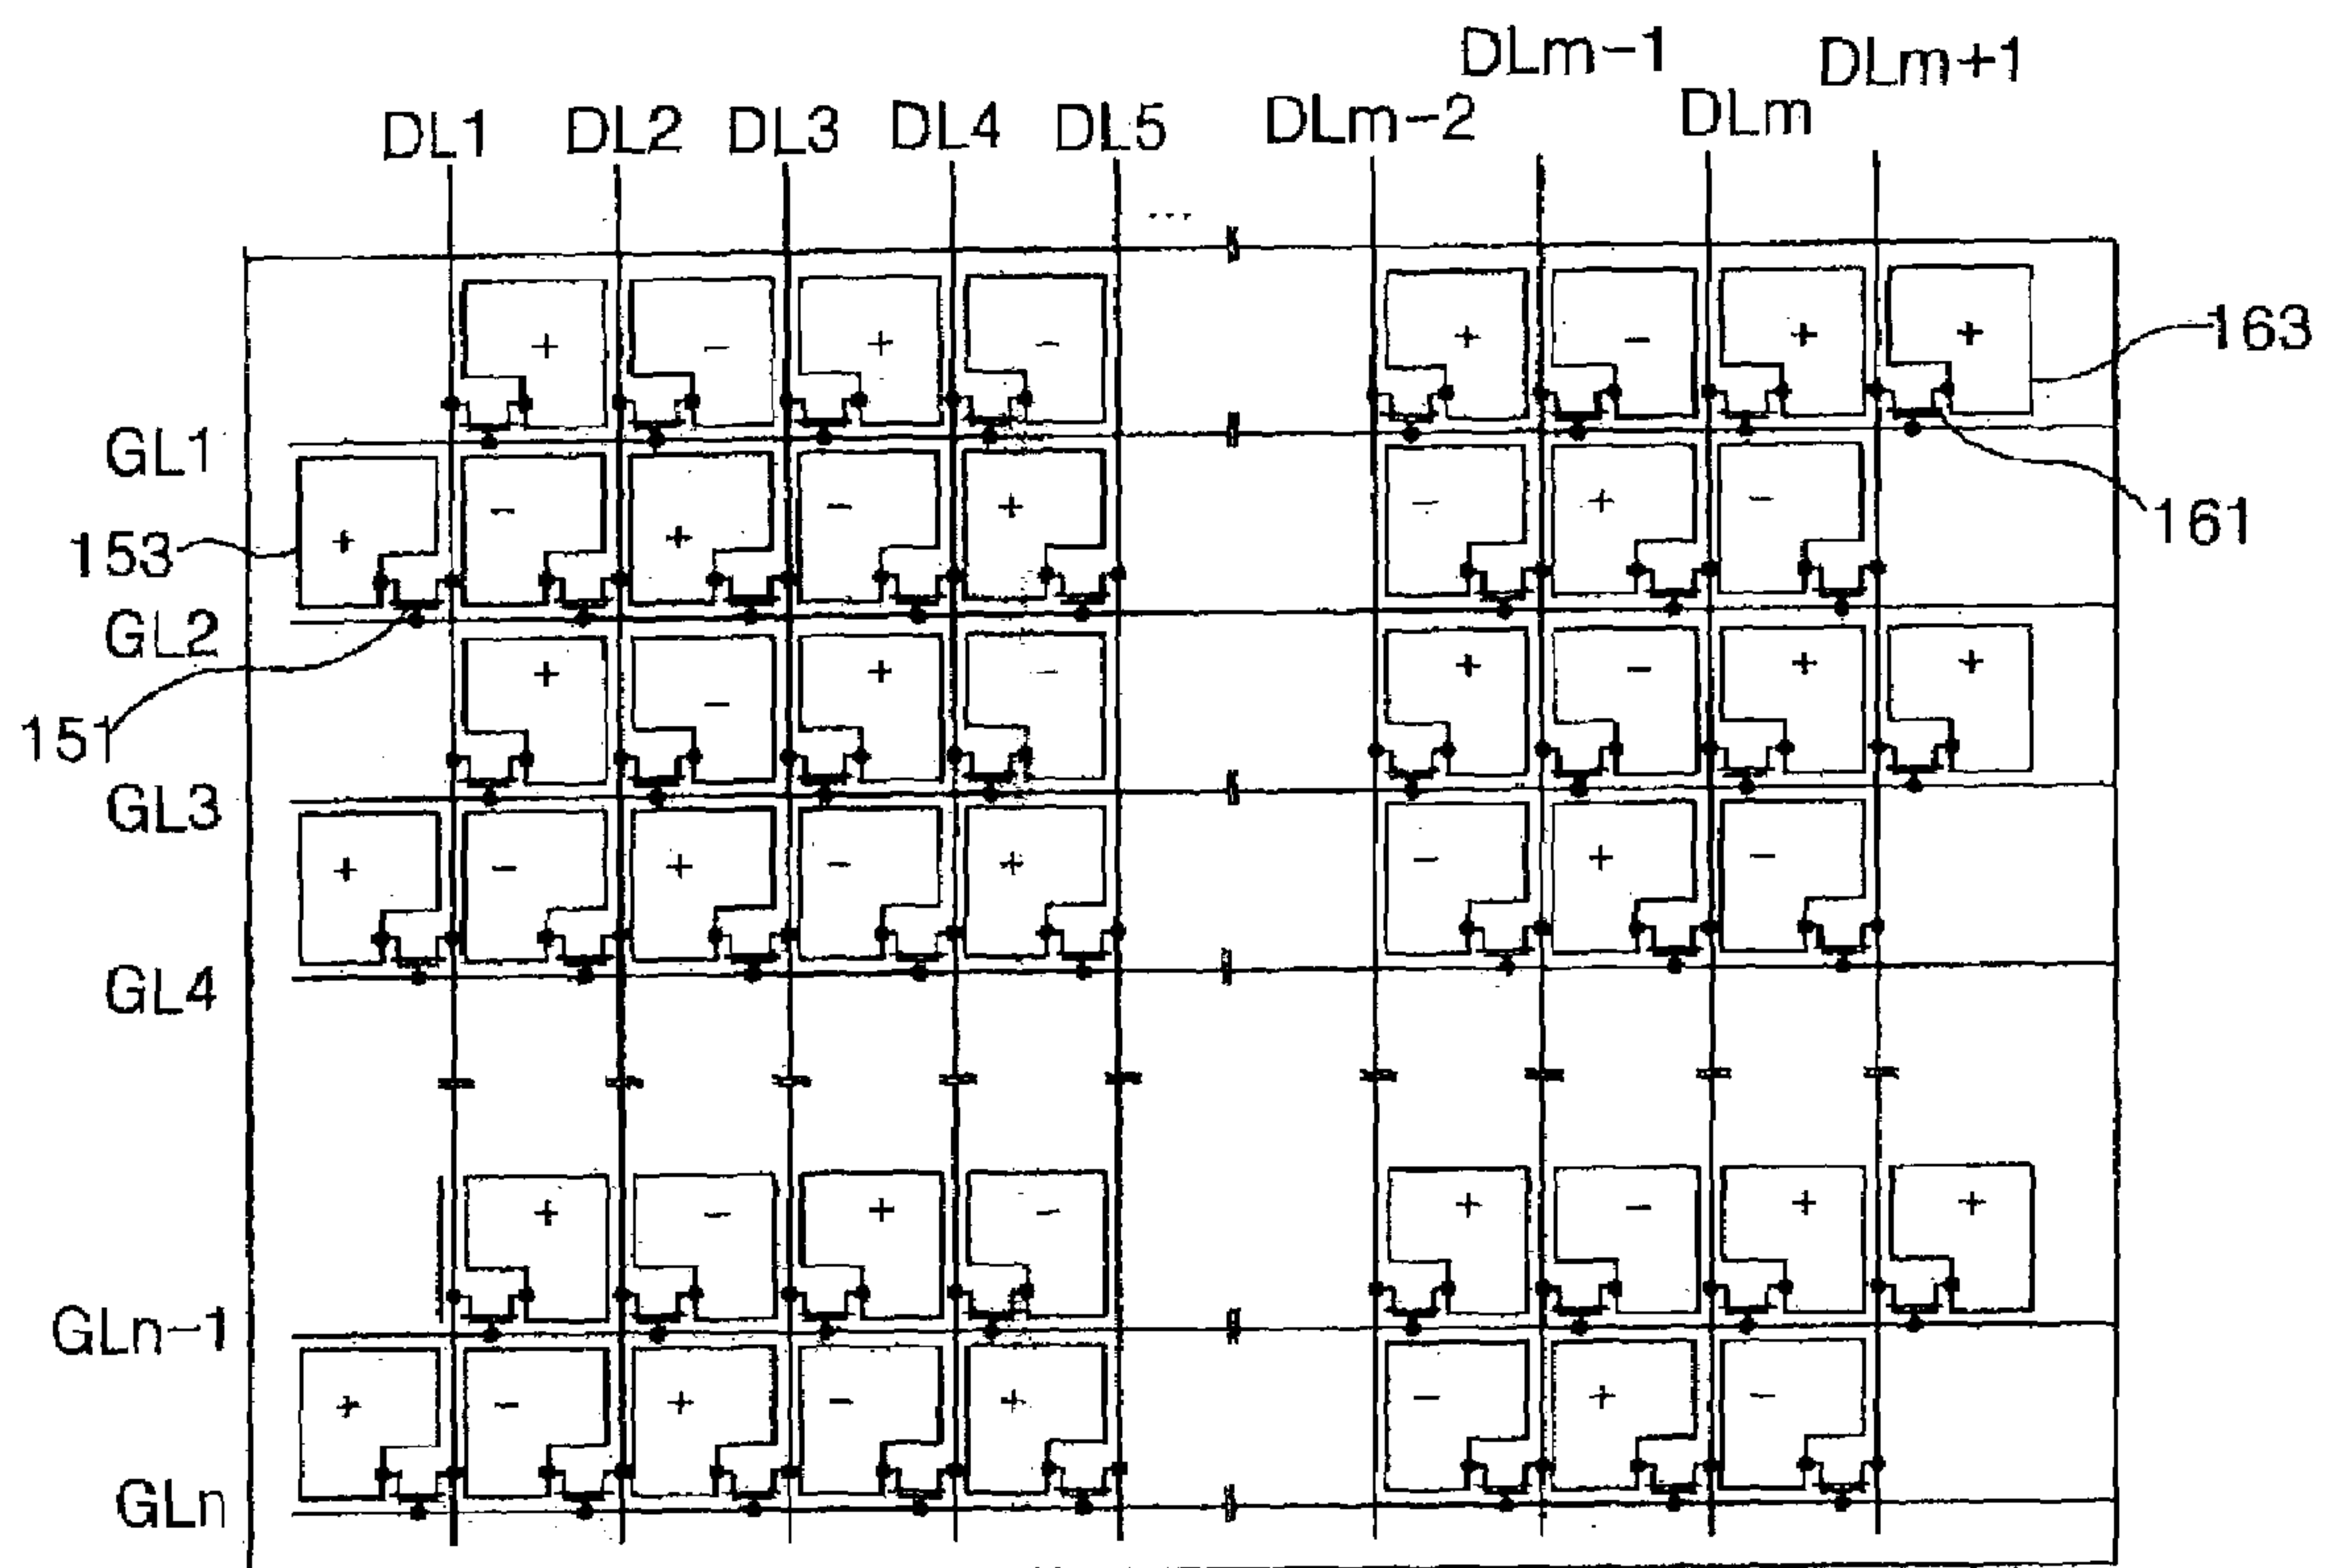 DLm-1 DLm+1
DL1 DL2 DL3 DL4 DL5 DLm-2 DLm
...
+ - + - + - + +
163
GL1
- - + - + - + -
161
153 + +
GL2
+ - + - + - + +
151
GL3
+ - + - + - + -
GL4
+ - + - + - + +
GLn-1
+ - + - + - + -
GLn